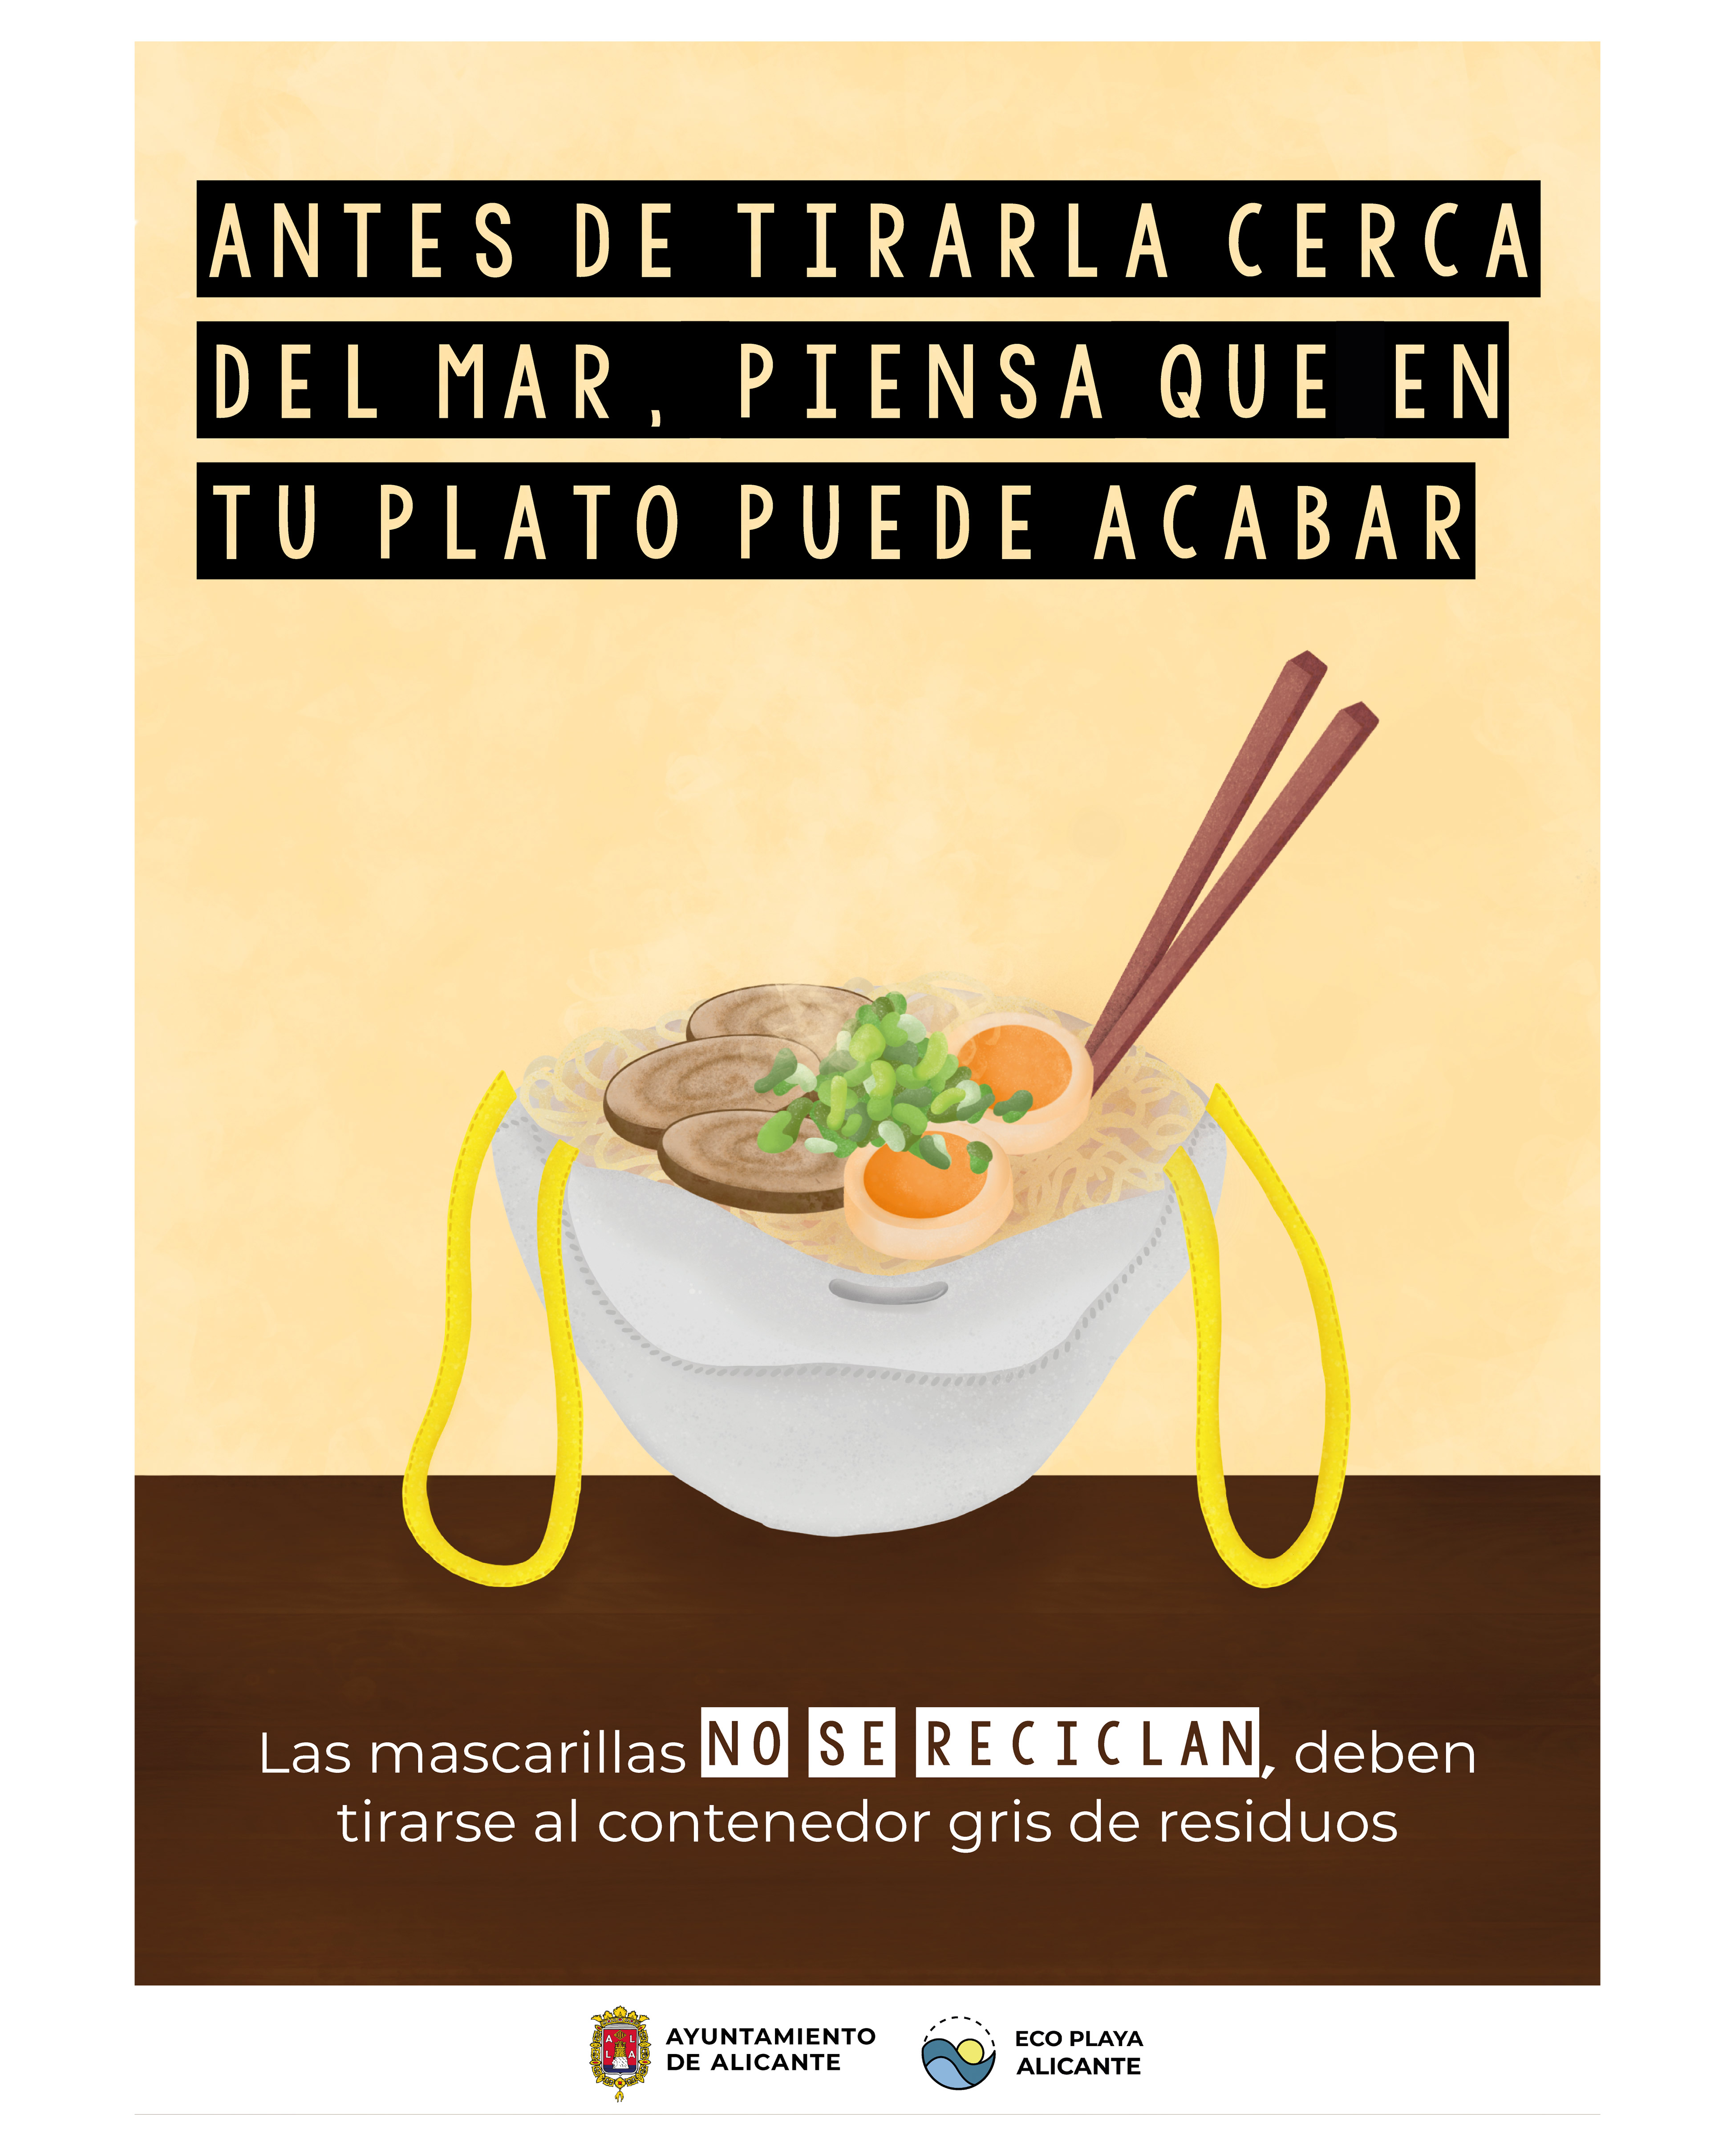 ANTES DE TIRARLA CERCA
DEL MAR, PIENSA QUE EN
TU PLATO PUEDE ACABAR
Las mascarillas NO SE RECICLAN, deben
tirarse al contenedor gris de residuos
A L
L A
AYUNTAMIENTO
DE ALICANTE
ECO PLAYA
ALICANTE